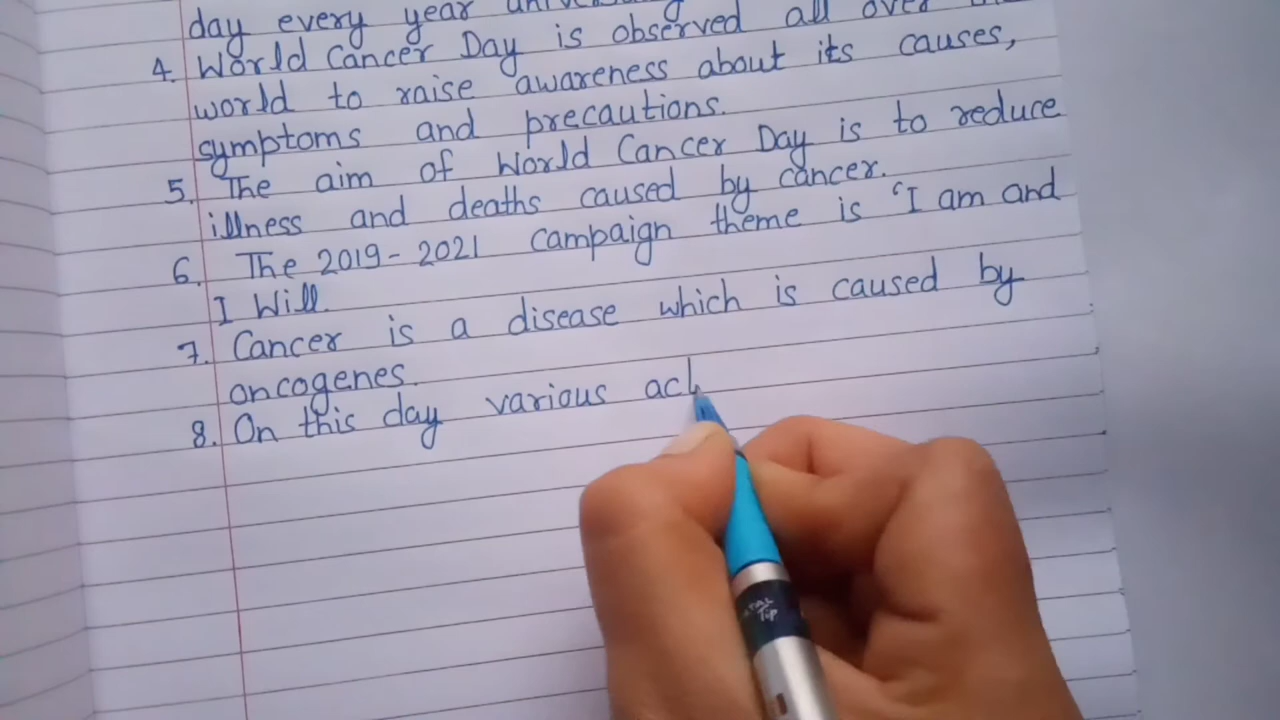 day every year
4. World Cancer Day is observed all over
world to raise awareness about its causes,
symptoms and precautions.
5. The aim of World Cancer Day is to reduce
illness and deaths caused by cancer.
6. The 2019-2021 campaign theme is 'I am and
I Will.
7. Cancer is a disease which is caused by
oncogenes.
8. On this day various act
Tip